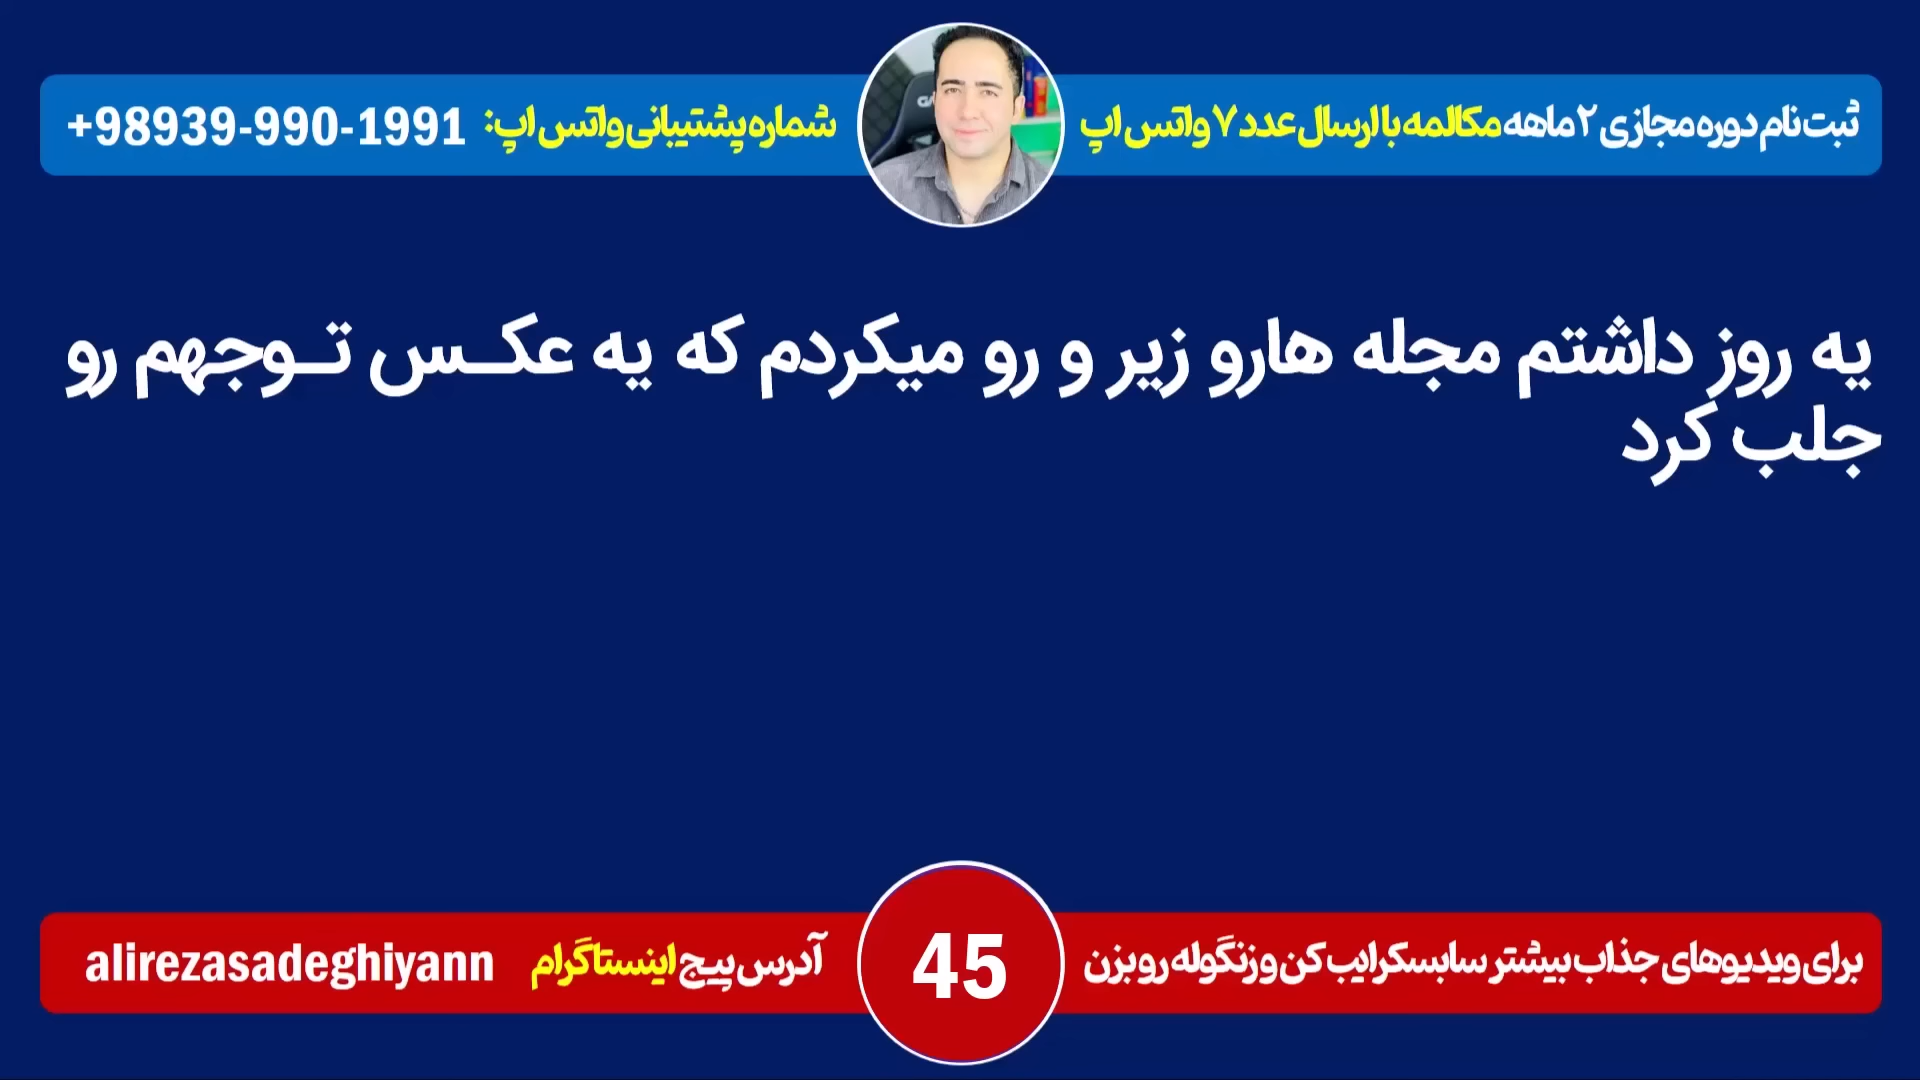 ثبت نام دوره مجازی ۲ ماهه مکالمه با ارسال عدد ۷ واتس اپ
شماره پشتیبانی واتس اپ: +98939-990-1991
یه روز داشتم مجله هارو زیر و رو میکردم که یه عکـس تـوجهم رو
جلب کرد
برای ویدیوهای جذاب بیشتر سابسکرایب کن و زنگوله رو بزن
45
آدرس پیج اینستاگرام alirezasadeghiyann